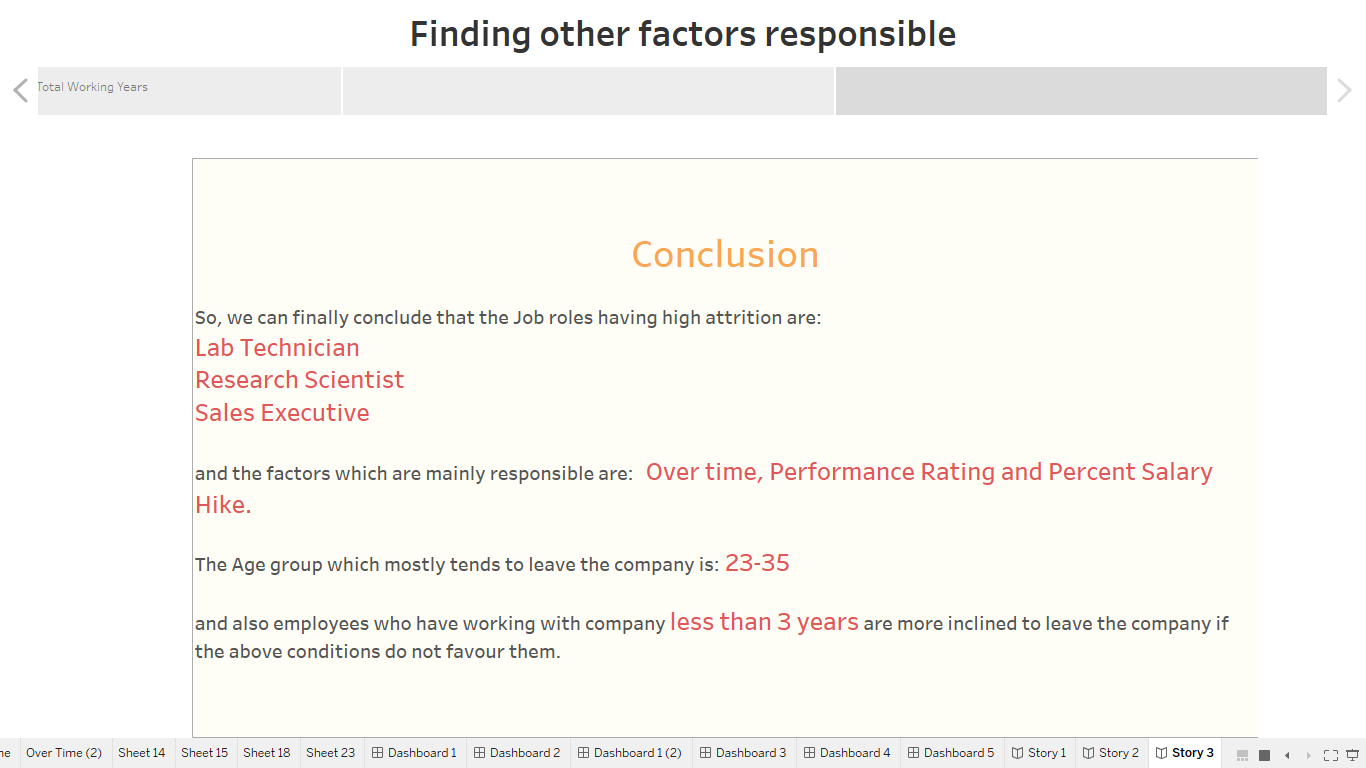 Finding other factors responsible
Total Working Years
Conclusion
So, we can finally conclude that the Job roles having high attrition are:
Lab Technician
Research Scientist
Sales Executive
and the factors which are mainly responsible are: Over time, Performance Rating and Percent Salary
Hike.
The Age group which mostly tends to leave the company is: 23-35
and also employees who have working with company less than 3 years are more inclined to leave the company if
the above conditions do not favour them.
Over Time (2) Sheet 14 Sheet 15 Sheet 18 Sheet 23 Dashboard 1 Dashboard 2 Dashboard 1 (2) Dashboard 3 Dashboard 4 Dashboard 5 Story 1 Story 2 Story 3